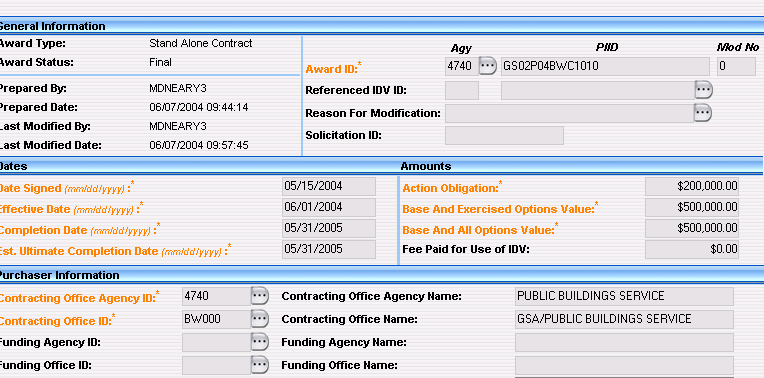 General Information
Award Type: Stand Alone Contract
Agy PIID Mod No
Award Status: Final
Award ID:* 4740 ... GS02P04BWC1010 0
Prepared By: MDNEARY3
Referenced IDV ID: ...
Prepared Date: 06/07/2004 09:44:14
Reason For Modification: ...
Last Modified By: MDNEARY3
Solicitation ID:
Last Modified Date: 06/07/2004 09:57:45
Dates Amounts
Date Signed (mm/dd/yyyy) :* 05/15/2004 Action Obligation:* $200,000.00
Effective Date (mm/dd/yyyy) :* 06/01/2004 Base And Exercised Options Value:* $500,000.00
Completion Date (mm/dd/yyyy) :* 05/31/2005 Base And All Options Value:* $500,000.00
Est. Ultimate Completion Date (mm/dd/yyyy) :* 05/31/2005 Fee Paid for Use of IDV: $0.00
Purchaser Information
Contracting Office Agency ID:* 4740 ... Contracting Office Agency Name: PUBLIC BUILDINGS SERVICE
Contracting Office ID:* BW000 ... Contracting Office Name: GSA/PUBLIC BUILDINGS SERVICE
Funding Agency ID: ... Funding Agency Name:
Funding Office ID: ... Funding Office Name: